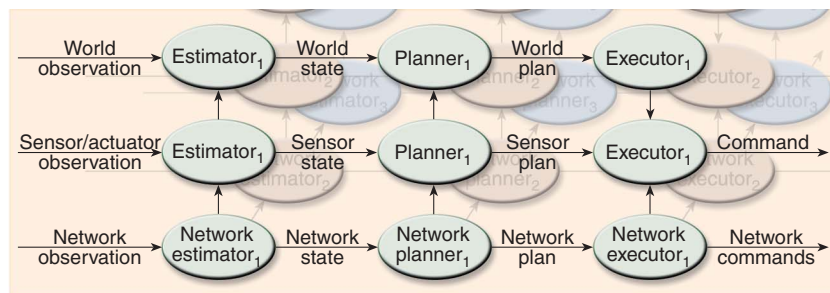 World
observation
Estimator1
World
state
Planner1
World
plan
Executor1
Sensor/actuator
observation
Estimator1
Sensor
state
Planner1
Sensor
plan
Executor1
Command
Network
observation
Network
estimator1
Network
state
Network
planner1
Network
plan
Network
executor1
Network
commands